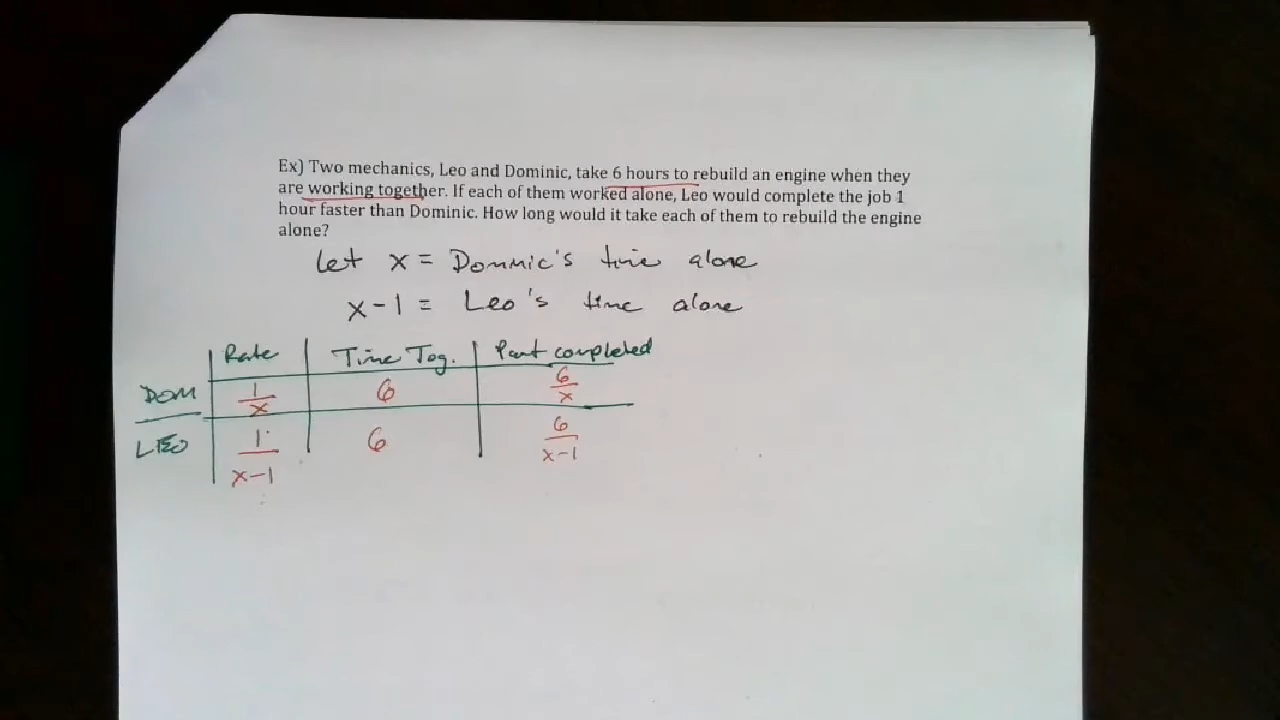 Ex) Two mechanics, Leo and Dominic, take 6 hours to rebuild an engine when they
are working together. If each of them worked alone, Leo would complete the job 1
hour faster than Dominic. How long would it take each of them to rebuild the engine
alone?
Let x = Dominic's time alone
x-1 = Leo's time alone
Rate Time Tog. Part completed
DOM 1/x 6 6/x
LEO 1/x-1 6 6/x-1